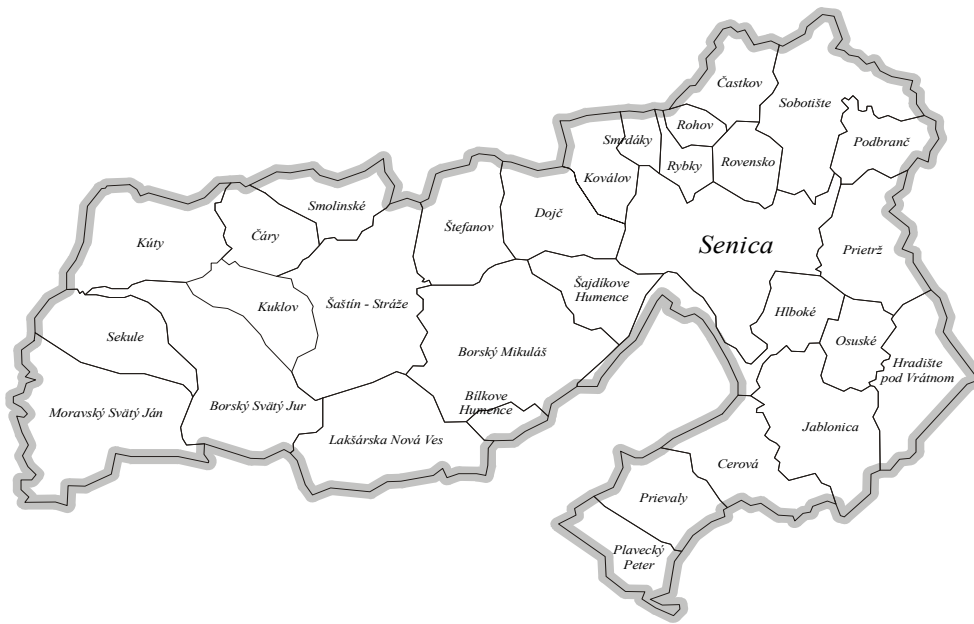 Častkov
Sobotište
Rohov
Smrdáky
Podbranč
Rybky
Rovensko
Koválov
Smolinské
Dojč
Štefanov
Čáry
Kúty
Senica
Prietrž
Šajdíkove
Humence
Kuklov
Šaštín - Stráže
Hlboké
Sekule
Osuské
Borský Mikuláš
Hradište
pod Vrátnom
Bílkove
Humence
Moravský Svätý Ján
Borský Svätý Jur
Jablonica
Lakšárska Nová Ves
Cerová
Prievaly
Plavecký
Peter